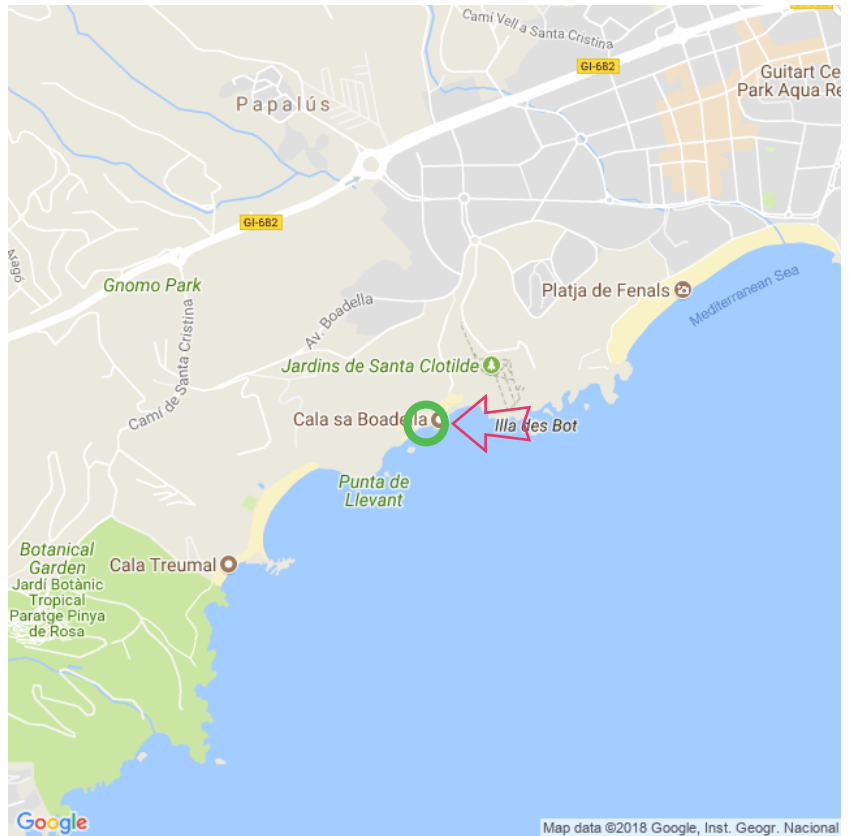 Camí Vell a Santa Cristina
GI-682
GI-682
Guitart Ce
Park Aqua Re
Papalús
GI-682
Aragó
Gnomo Park
Av. Boadella
Platja de Fenals
Mediterranean Sea
Camí de Santa Cristina
Jardins de Santa Clotilde
Cala sa Boadella
Illa des Bot
Punta de
Llevant
Botanical
Garden
Jardí Botànic
Tropical
Paratge Pinya
de Rosa
Cala Treumal
Google
Map data ©2018 Google, Inst. Geogr. Nacional